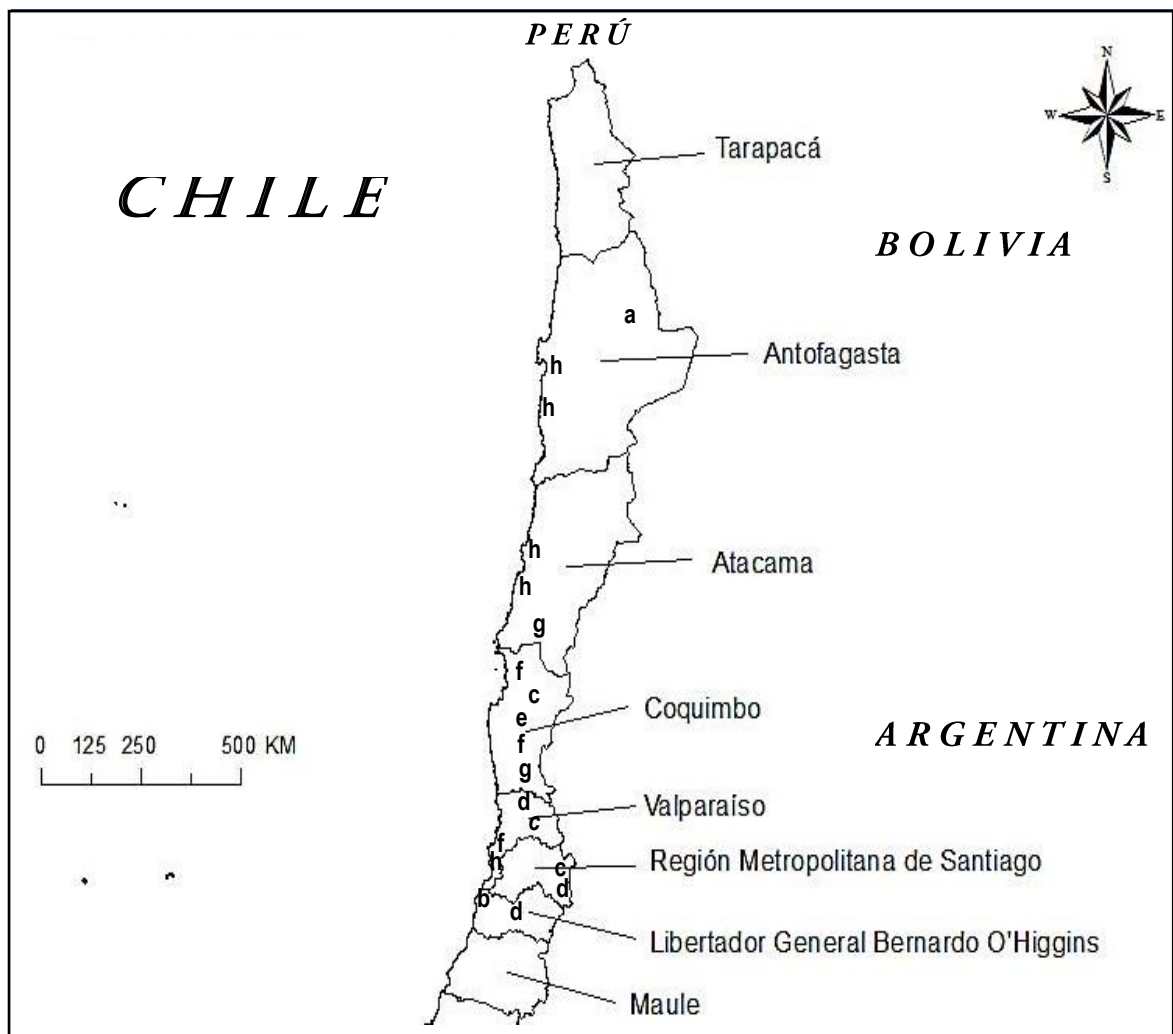 PERÚ
N
W E
S
Tarapacá
CHILE
BOLIVIA
a
Antofagasta
h
h
h
Atacama
h
g
f
c
Coquimbo
e
f
g
0 125 250 500 KM
ARGENTINA
d
Valparaíso
c
f
h
Región Metropolitana de Santiago
e
d
b
d
Libertador General Bernardo O'Higgins
Maule